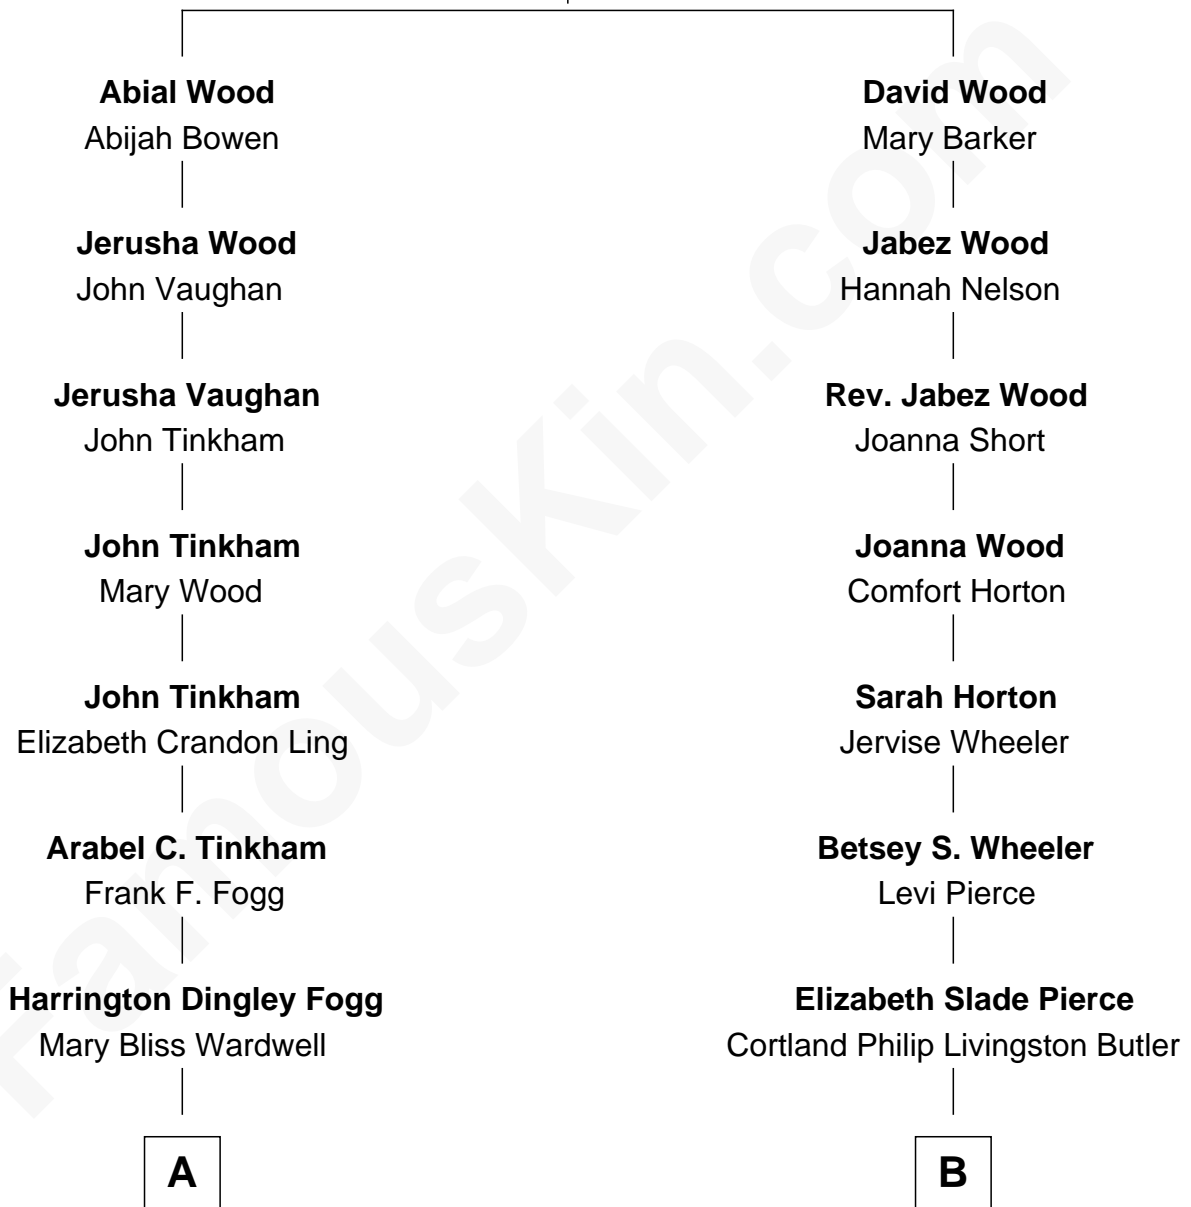 Abial Wood
Abijah Bowen
David Wood
Mary Barker
Jerusha Wood
John Vaughan
Jabez Wood
Hannah Nelson
Jerusha Vaughan
John Tinkham
Rev. Jabez Wood
Joanna Short
John Tinkham
Mary Wood
Joanna Wood
Comfort Horton
John Tinkham
Elizabeth Crandon Ling
Sarah Horton
Jervise Wheeler
Arabel C. Tinkham
Frank F. Fogg
Betsey S. Wheeler
Levi Pierce
Harrington Dingley Fogg
Mary Bliss Wardwell
Elizabeth Slade Pierce
Cortland Philip Livingston Butler
A
B
FamousKin.com